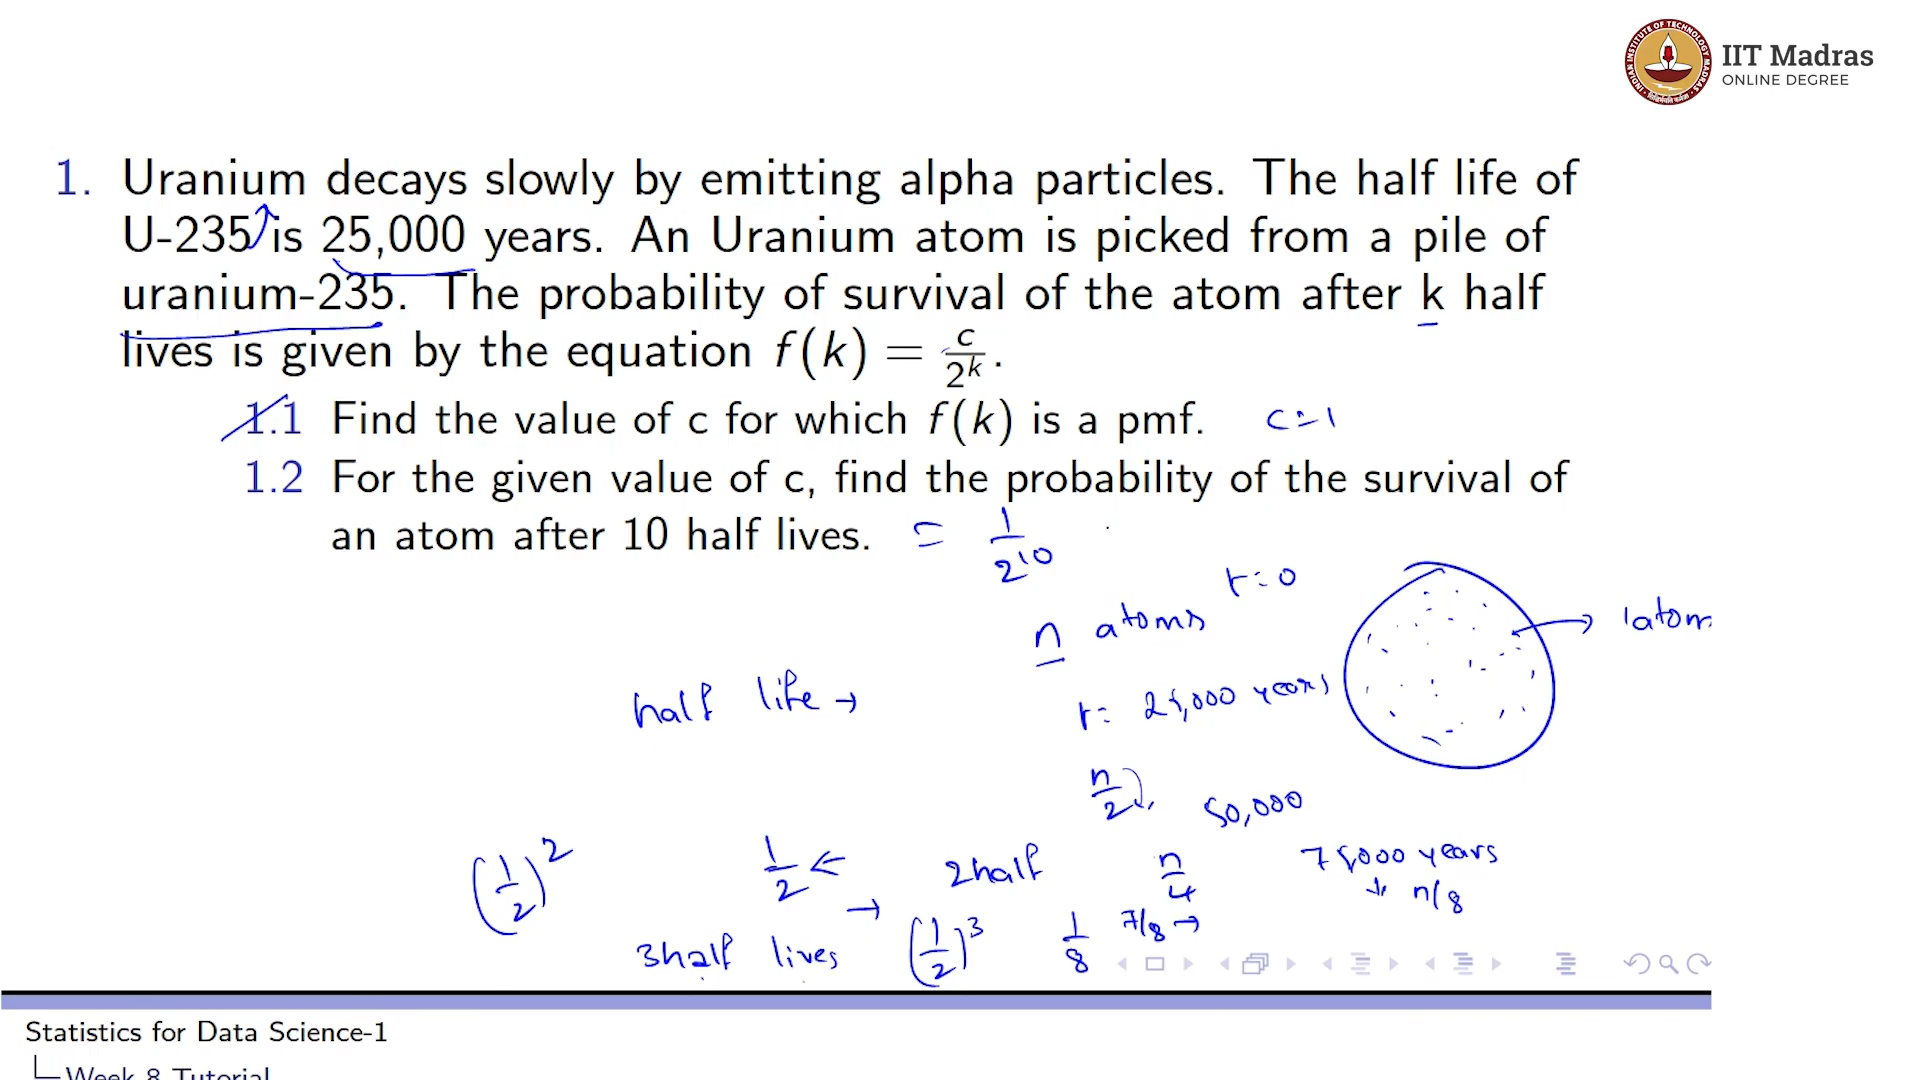 IIT Madras
ONLINE DEGREE
1. Uranium decays slowly by emitting alpha particles. The half life of
U-235 is 25,000 years. An Uranium atom is picked from a pile of
uranium-235. The probability of survival of the atom after k half
lives is given by the equation f(k) = c/2^k.
1.1 Find the value of c for which f(k) is a pmf. c=1
1.2 For the given value of c, find the probability of the survival of
an atom after 10 half lives. = 1/2^10
n atoms t=0
1atom
half life →
t= 25,000 years
n/2
50,000
(1/2)^2 1/2 ← 2half n/4 75,000 years
↓ n/8
3half lives → (1/2)^3 1/8 7/8 →
Statistics for Data Science-1
Week 8 Tutorial